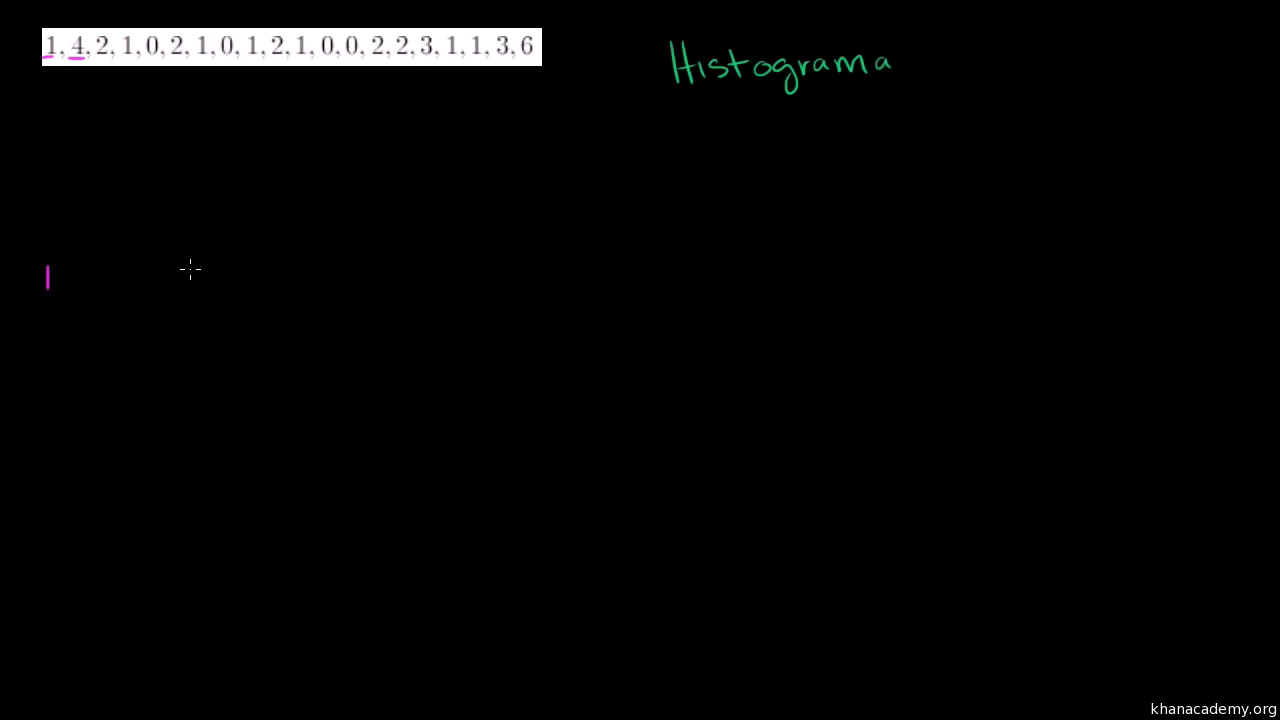 1, 4, 2, 1, 0, 2, 1, 0, 1, 2, 1, 0, 0, 2, 2, 3, 1, 1, 3, 6
Histograma
1
khanacademy.org